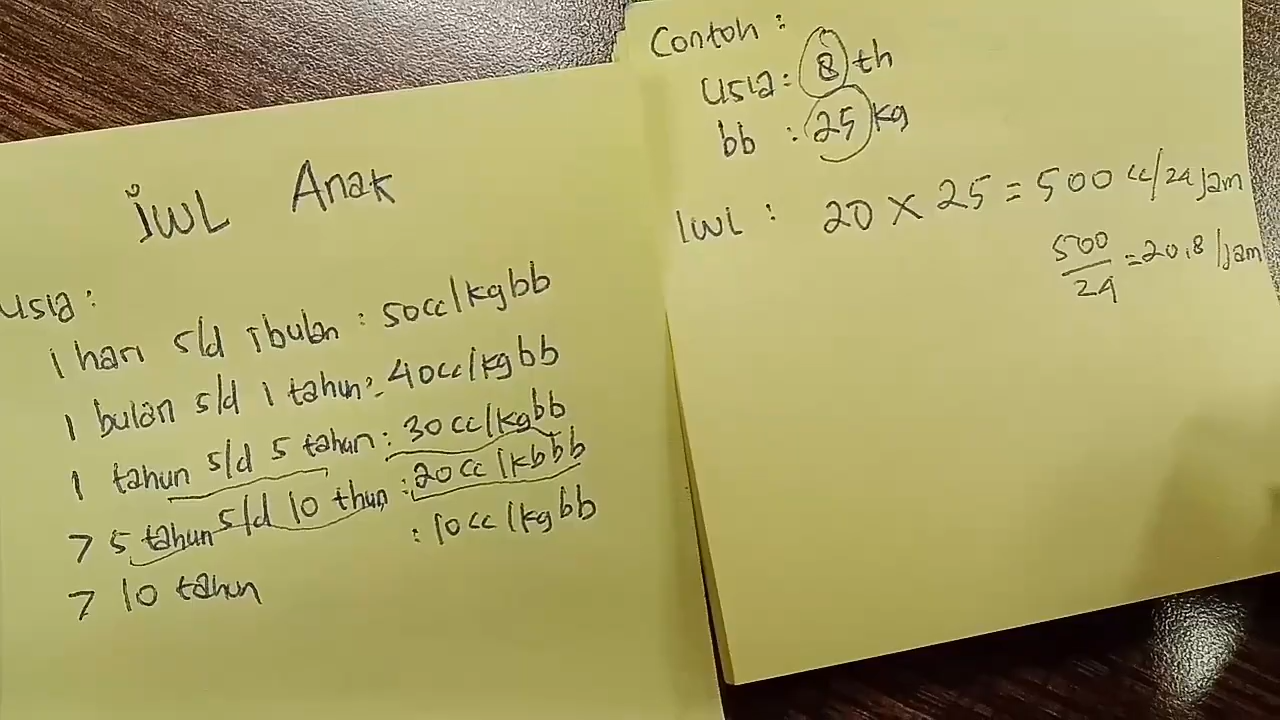 IWL Anak
Usia:
1 hari s/d 1 bulan : 50cc/kgbb
1 bulan s/d 1 tahun : 40cc/kgbb
1 tahun s/d 5 tahun : 30cc/kgbb
> 5 tahun s/d 10 thun : 20cc/kbbb
> 10 tahun : 10cc/kgbb
Contoh :
Usia : 8 th
bb : 25 kg
IWL : 20 x 25 = 500 cc/24 jam
500/24 = 20,8 /jam